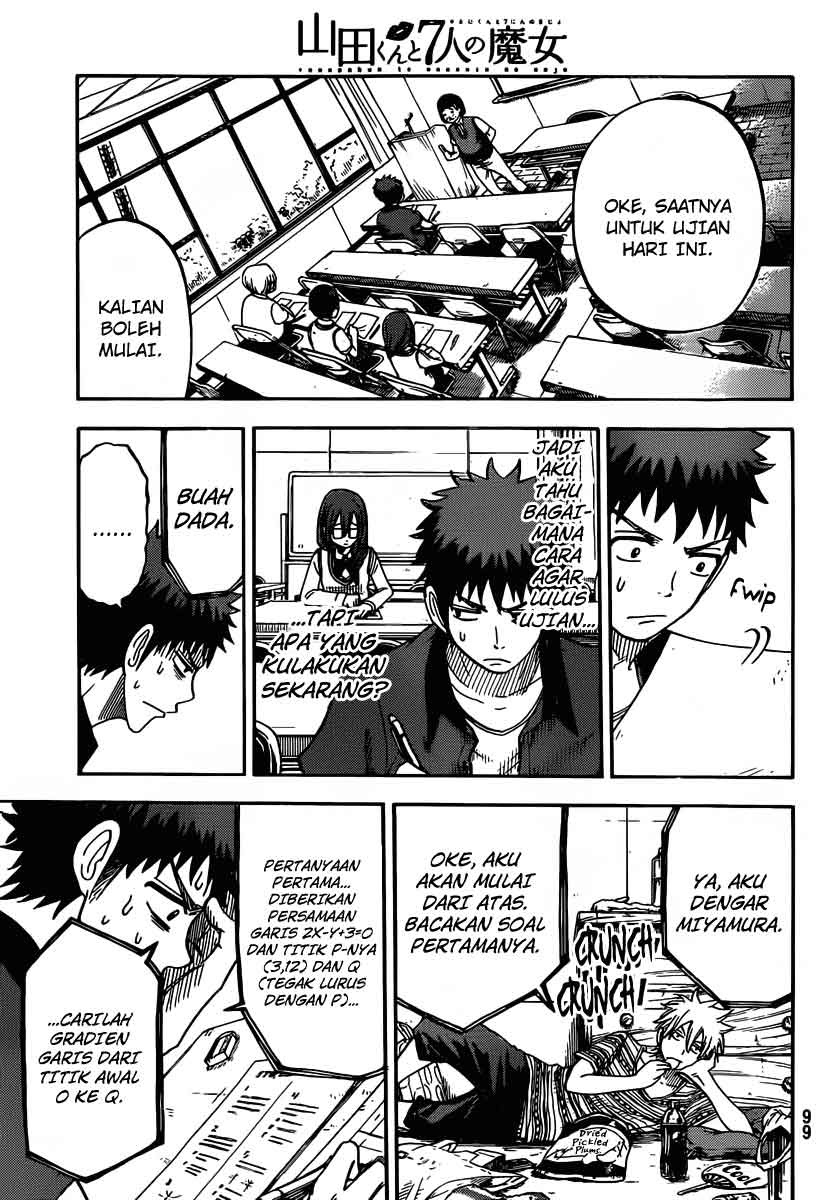 山田くんと7人の魔女
OKE, SAATNYA
UNTUK UJIAN
HARI INI.
KALIAN
BOLEH
MULAI.
FWIP
JADI
AKU
TAHU
BAGAI-
MANA
CARA
AGAR
LULUS
UJIAN...
...TAPI
APA YANG
KULAKUKAN
SEKARANG?
BUAH
DADA.
......
YA, AKU
DENGAR
MIYAMURA.
OKE, AKU
AKAN MULAI
DARI ATAS.
BACAKAN SOAL
PERTAMANYA.
CRUNCH!
CRUNCH!
Dried
Pickled
Plums
Cool
PERTANYAAN
PERTAMA...
DIBERIKAN
PERSAMAAN
GARIS 2X-Y+3=0
DAN TITIK P-NYA
(3,12) DAN Q
(TEGAK LURUS
DENGAN P)...
...CARILAH
GRADIEN
GARIS DARI
TITIK AWAL
O KE Q.
99